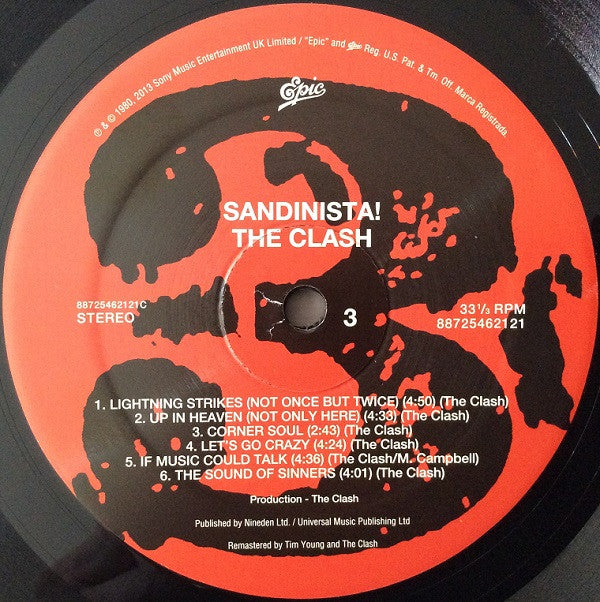 ℗ & © 1980, 2013 Sony Music Entertainment UK Limited / "Epic" and Epic Reg. U.S. Pat. & Tm. Off. Marca Registrada.
Epic
SANDINISTA!
THE CLASH
88725462121C
STEREO
3
33 1/3 RPM
88725462121
1. LIGHTNING STRIKES (NOT ONCE BUT TWICE) (4:50) (The Clash)
2. UP IN HEAVEN (NOT ONLY HERE) (4:33) (The Clash)
3. CORNER SOUL (2:43) (The Clash)
4. LET'S GO CRAZY (4:24) (The Clash)
5. IF MUSIC COULD TALK (4:36) (The Clash/M. Campbell)
6. THE SOUND OF SINNERS (4:01) (The Clash)
Production - The Clash
Published by Nineden Ltd. / Universal Music Publishing Ltd
Remastered by Tim Young and The Clash